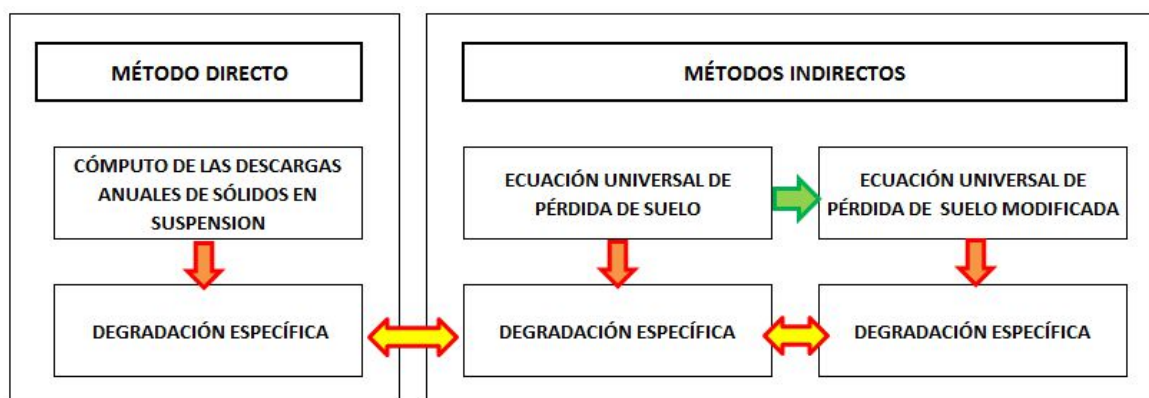 MÉTODO DIRECTO
CÓMPUTO DE LAS DESCARGAS
ANUALES DE SÓLIDOS EN
SUSPENSION
DEGRADACIÓN ESPECÍFICA
MÉTODOS INDIRECTOS
ECUACIÓN UNIVERSAL DE
PÉRDIDA DE SUELO
ECUACIÓN UNIVERSAL DE
PÉRDIDA DE SUELO MODIFICADA
DEGRADACIÓN ESPECÍFICA
DEGRADACIÓN ESPECÍFICA